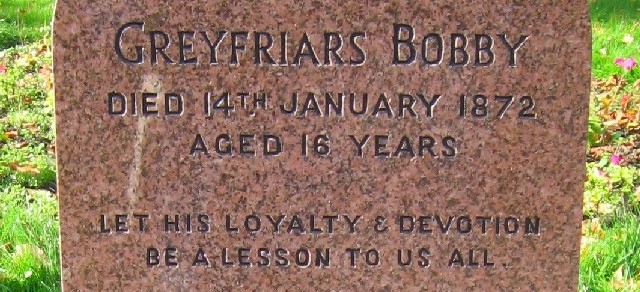 GREYFRIARS BOBBY
DIED 14TH JANUARY 1872
AGED 16 YEARS
LET HIS LOYALTY & DEVOTION
BE A LESSON TO US ALL.